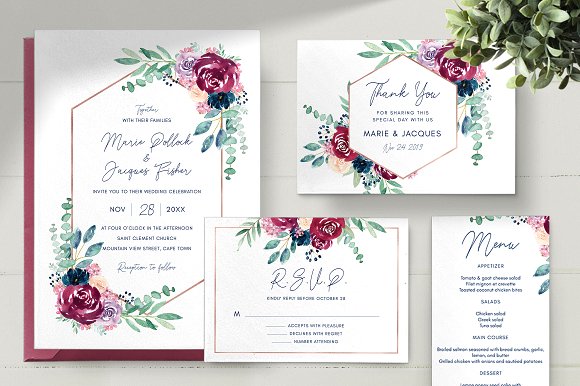 Together
WITH THEIR FAMILIES
Marie Pollock
&
Jacques Fisher
INVITE YOU TO THEIR WEDDING CELEBRATION
NOV 28 20XX
AT FOUR O'CLOCK IN THE AFTERNOON
SAINT CLEMENT CHURCH
MOUNTAIN VIEW STREET, CAPE TOWN
Reception to follow
Thank You
FOR SHARING THIS
SPECIAL DAY WITH US
MARIE & JACQUES
Nov 24. 2019
R.S.V.P.
KINDLY REPLY BEFORE OCTOBER 28
M
ACCEPTS WITH PLEASURE
DECLINES WITH REGRET
NUMBER ATTENDING
Menu
APPETIZER
Tomato & goat cheese salad
Filet mignon et crevette
Macaroni coconut chicken bires
SALADS
Chicken salad
Greek salad
Tuna salad
MAIN COURSE
Broiled salmon seasoned with bread crumbs, garlic,
lemon, and butter
Grilled chicken with onions and sauteed potatoes
DESSERT